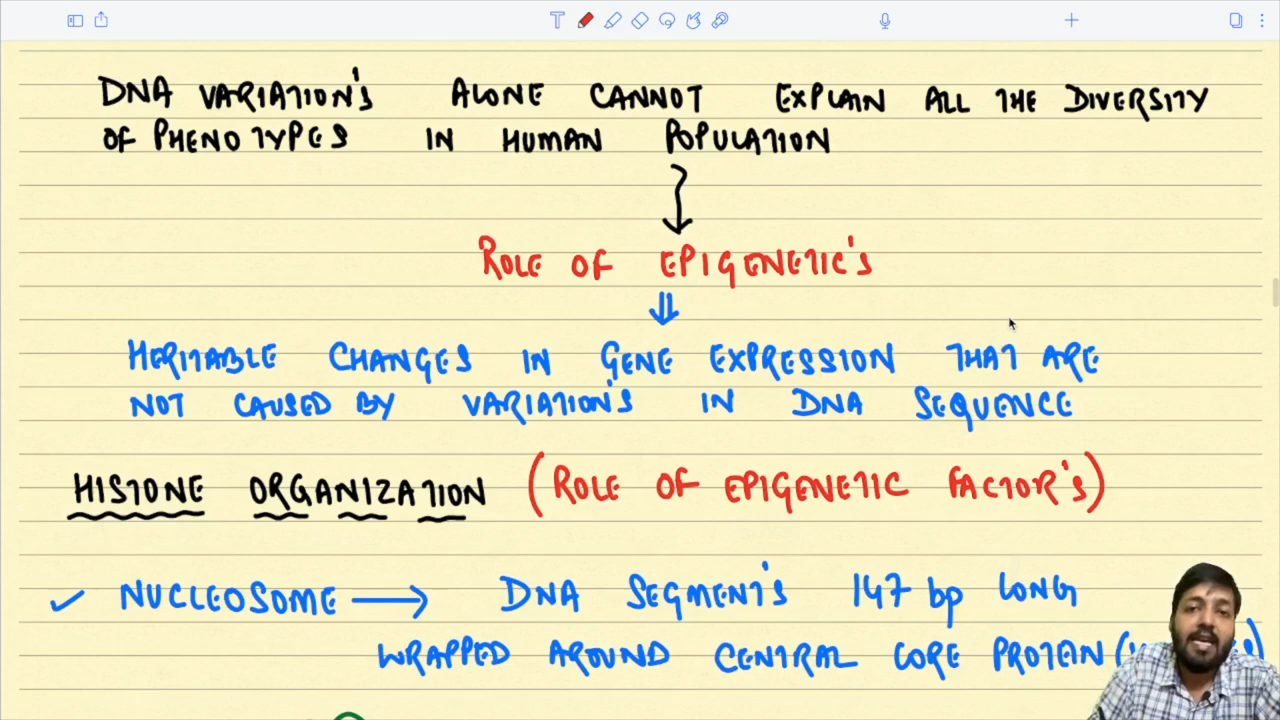 DNA VARIATION'S ALONE CANNOT EXPLAIN ALL THE DIVERSITY
OF PHENOTYPES IN HUMAN POPULATION
ROLE OF EPIGENETIC'S
HERITABLE CHANGES IN GENE EXPRESSION THAT ARE
NOT CAUSED BY VARIATION'S IN DNA SEQUENCE
HISTONE ORGANIZATION (ROLE OF EPIGENETIC FACTOR'S)
NUCLEOSOME → DNA SEGMENT'S 147 bp LONG
WRAPPED AROUND CENTRAL CORE PROTEIN